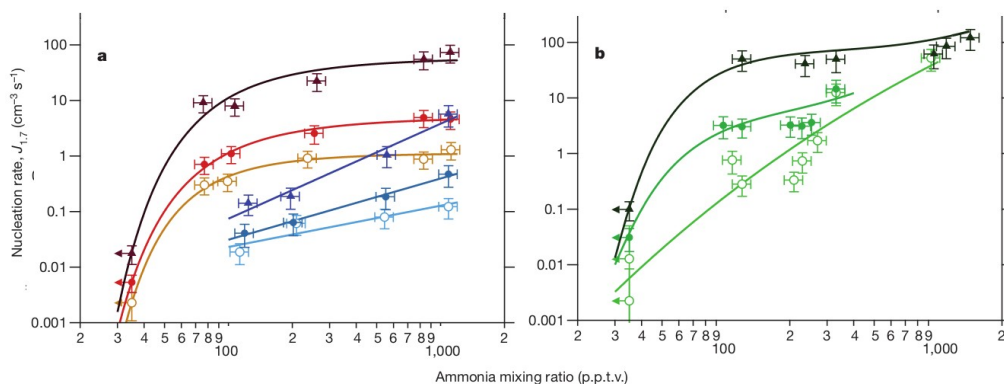 a
Nucleation rate, J1.7 (cm−3 s−1)
100
10
1
0.1
0.01
0.001
3 4 5 6 7 8 9 2 3 4 5 6 7 8 9 2
100 1,000
b
100
10
1
0.1
0.01
0.001
2 3 4 5 6 7 8 9 2 3 4 5 6 7 8 9 2
100 1,000
Ammonia mixing ratio (p.p.t.v.)